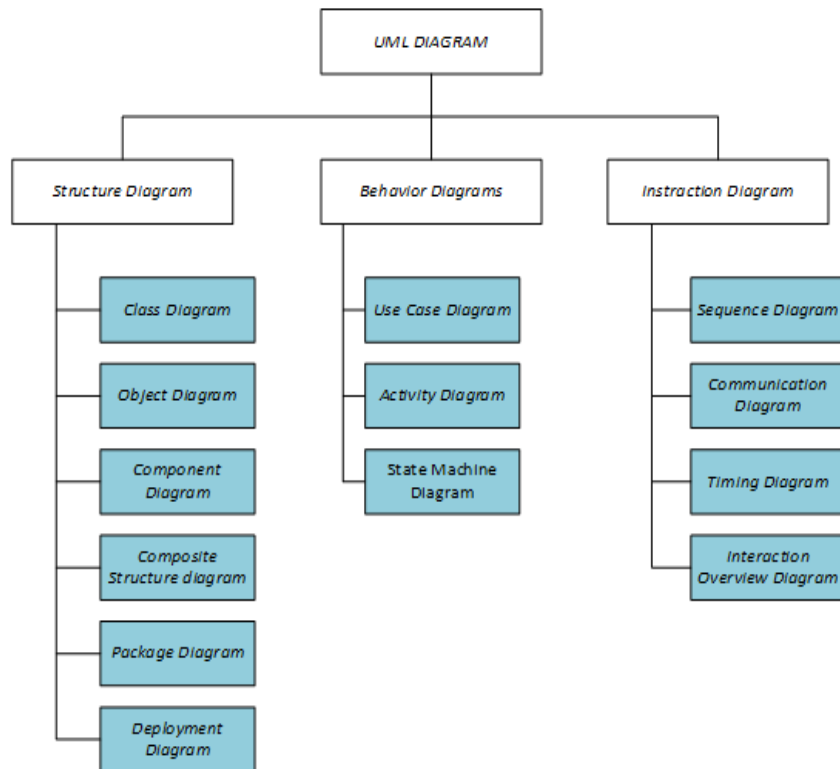 UML DIAGRAM
Structure Diagram
Behavior Diagrams
Instraction Diagram
Class Diagram
Object Diagram
Component
Diagram
Composite
Structure diagram
Package Diagram
Deployment
Diagram
Use Case Diagram
Activity Diagram
State Machine
Diagram
Sequence Diagram
Communication
Diagram
Timing Diagram
Interaction
Overview Diagram